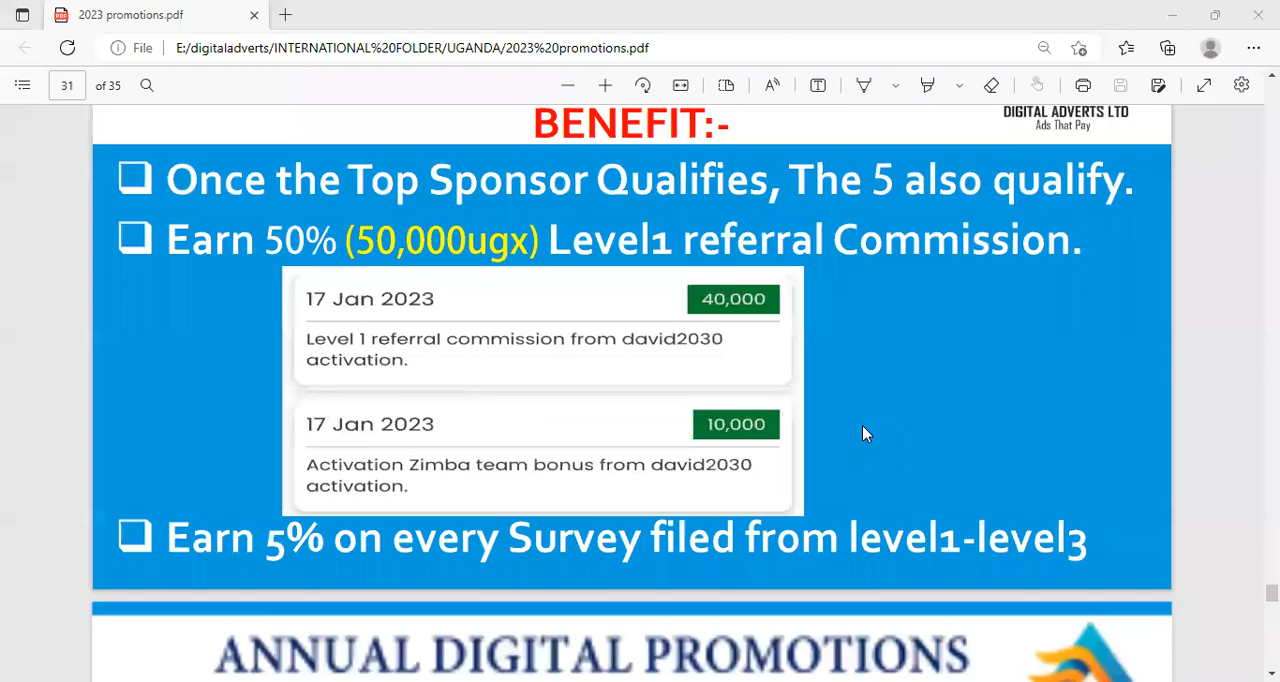 2023 promotions.pdf
File E:/digitaladverts/INTERNATIONAL%20FOLDER/UGANDA/2023%20promotions.pdf
31 of 35
BENEFIT:-
DIGITAL ADVERTS LTD
Ads That Pay
Once the Top Sponsor Qualifies, The 5 also qualify.
Earn 50% (50,000ugx) Level1 referral Commission.
17 Jan 2023 40,000
Level 1 referral commission from david2030
activation.
17 Jan 2023 10,000
Activation Zimba team bonus from david2030
activation.
Earn 5% on every Survey filed from level1-level3
ANNUAL DIGITAL PROMOTIONS